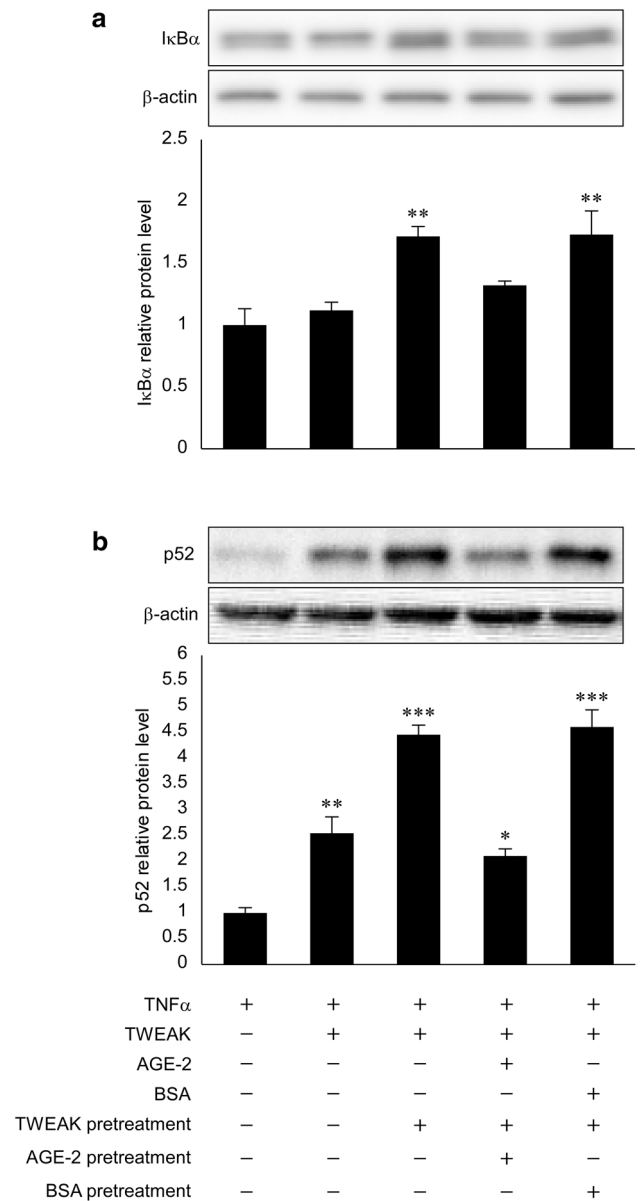 a
IκBα
β-actin
IκBα relative protein level
2.5
2
1.5
1
0.5
0
**
**
b
p52
β-actin
p52 relative protein level
6
5
5
4.5
4
3.5
3
2.5
2
1.5
1
0.5
0
**
***
*
***
TNFα + + + + +
TWEAK – + + + +
AGE-2 – – – + –
BSA – – – – +
TWEAK pretreatment – – + + +
AGE-2 pretreatment – – – + –
BSA pretreatment – – – – +